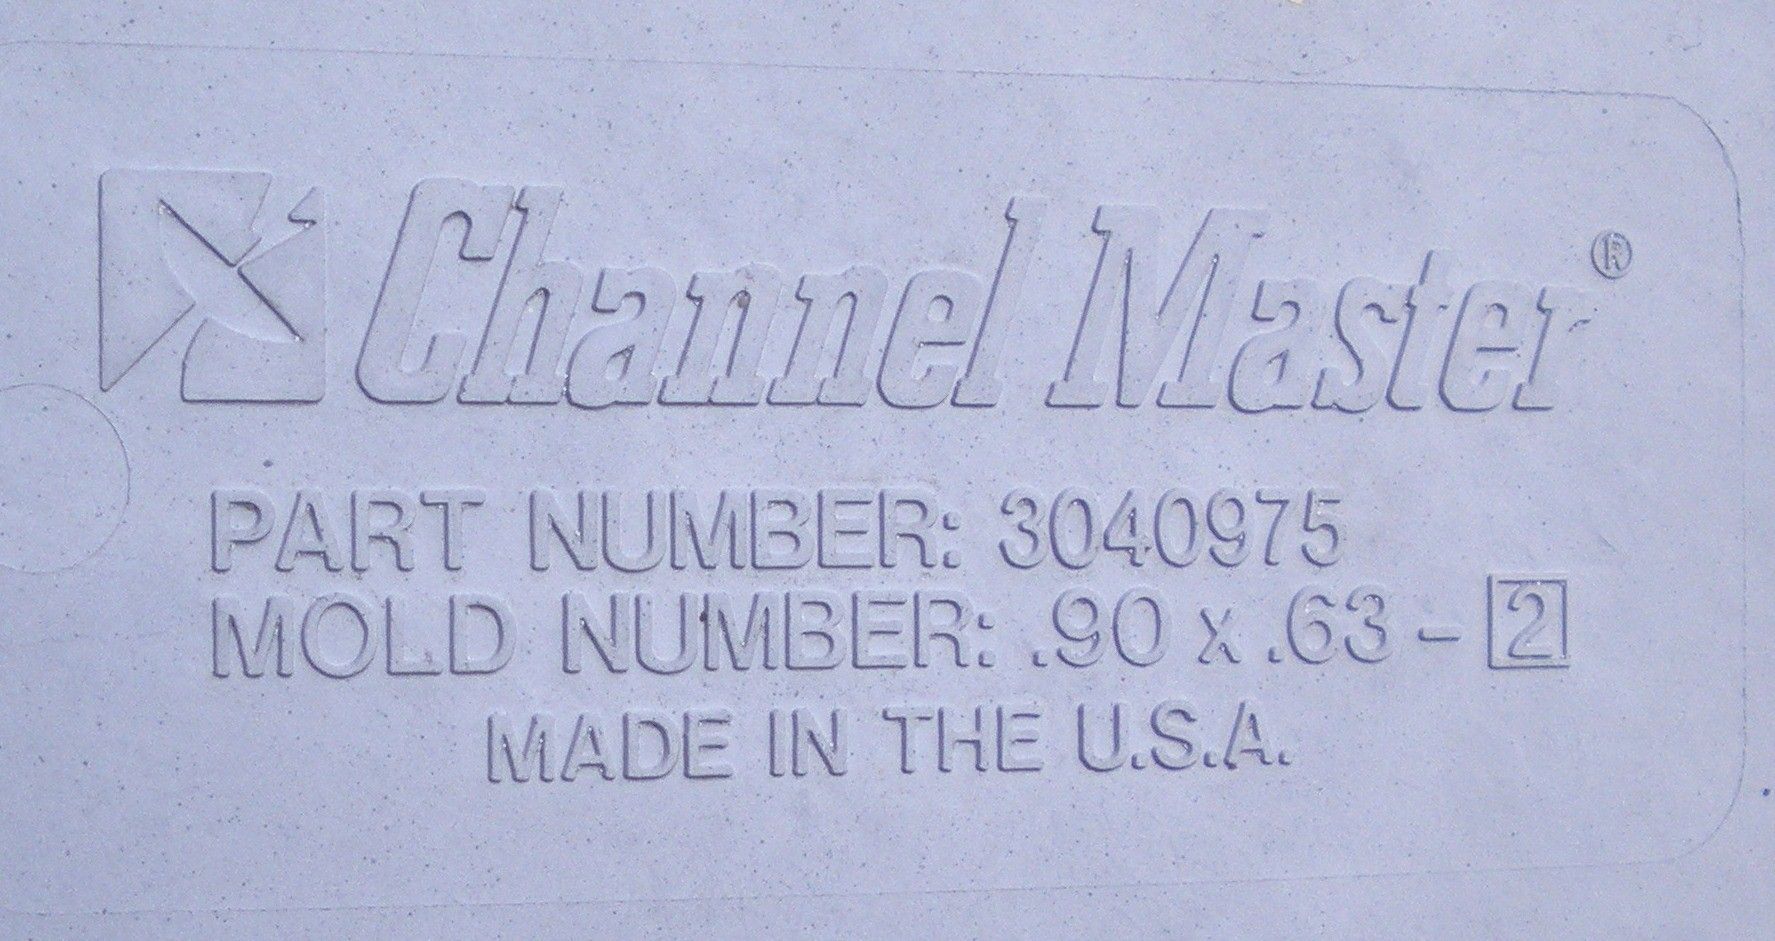 Channel Master®
PART NUMBER: 3040975
MOLD NUMBER: .90 x .63 - 2
MADE IN THE U.S.A.